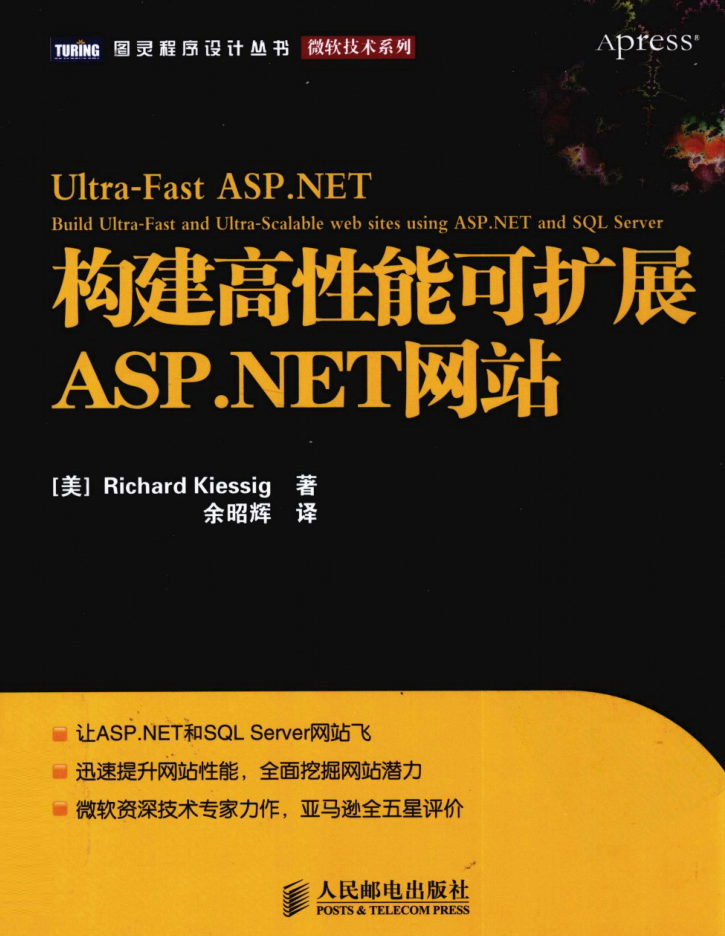 TURING 图灵程序设计丛书 微软技术系列
Apress®
Ultra-Fast ASP.NET
Build Ultra-Fast and Ultra-Scalable web sites using ASP.NET and SQL Server
构建高性能可扩展
ASP.NET网站
[美] Richard Kiessig 著
余昭辉 译
让ASP.NET和SQL Server网站飞
迅速提升网站性能，全面挖掘网站潜力
微软资深技术专家力作，亚马逊全五星评价
人民邮电出版社
POSTS & TELECOM PRESS